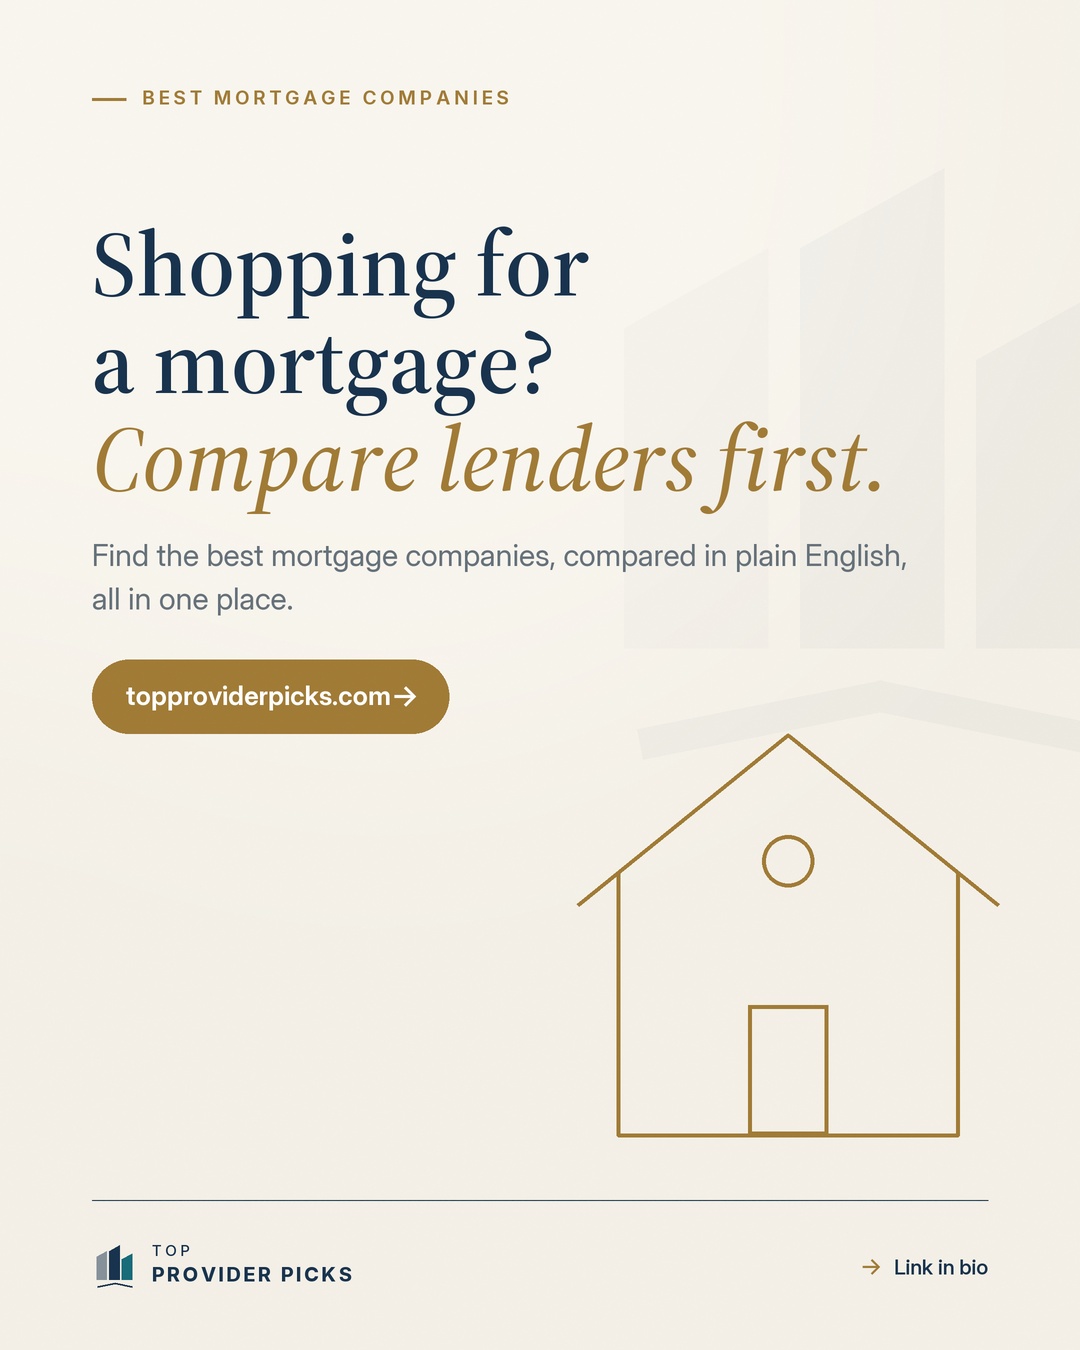 BEST MORTGAGE COMPANIES
Shopping for
a mortgage?
Compare lenders first.
Find the best mortgage companies, compared in plain English,
all in one place.
topproviderpicks.com→
TOP
PROVIDER PICKS
→ Link in bio